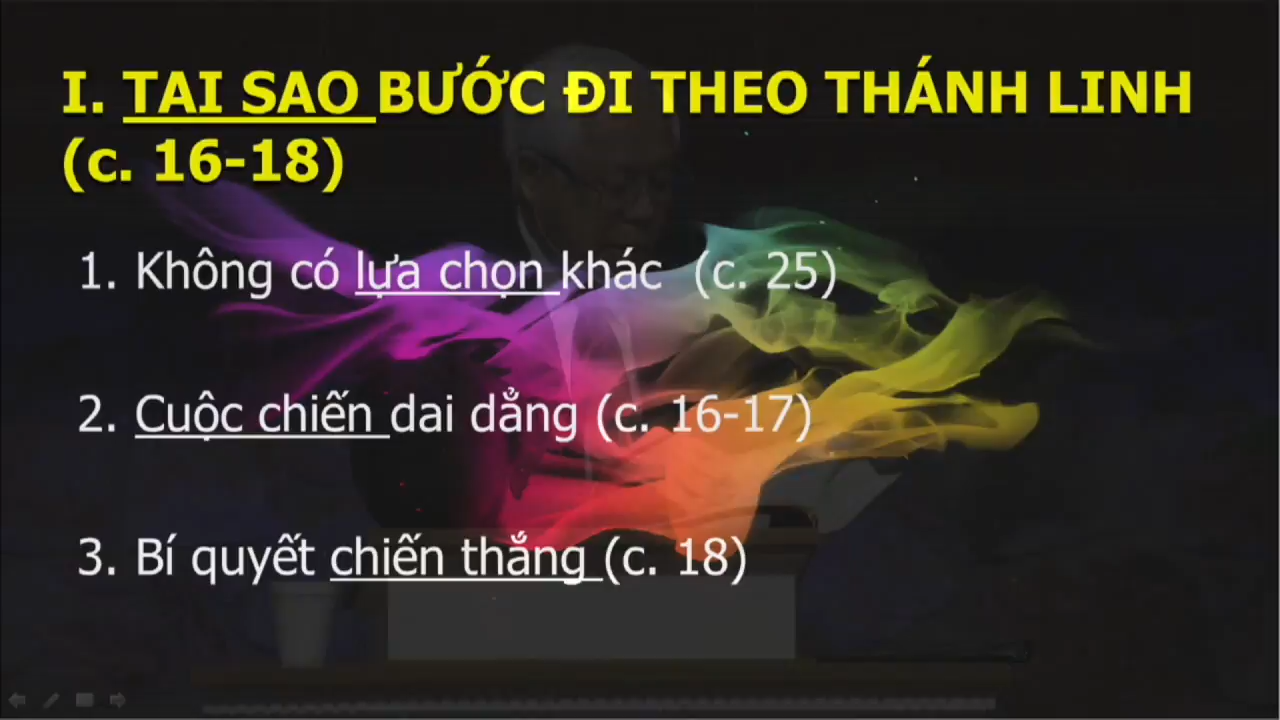 I. TAI SAO BƯỚC ĐI THEO THÁNH LINH
(c. 16-18)
1. Không có lựa chọn khác (c. 25)
2. Cuộc chiến dai dẳng (c. 16-17)
3. Bí quyết chiến thắng (c. 18)